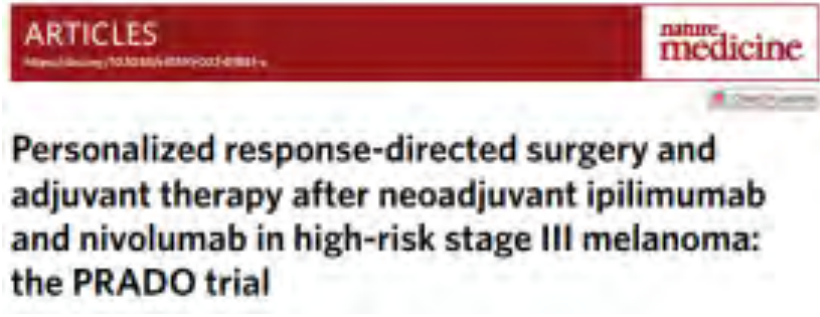 ARTICLES
nature
medicine
Personalized response-directed surgery and
adjuvant therapy after neoadjuvant ipilimumab
and nivolumab in high-risk stage III melanoma:
the PRADO trial